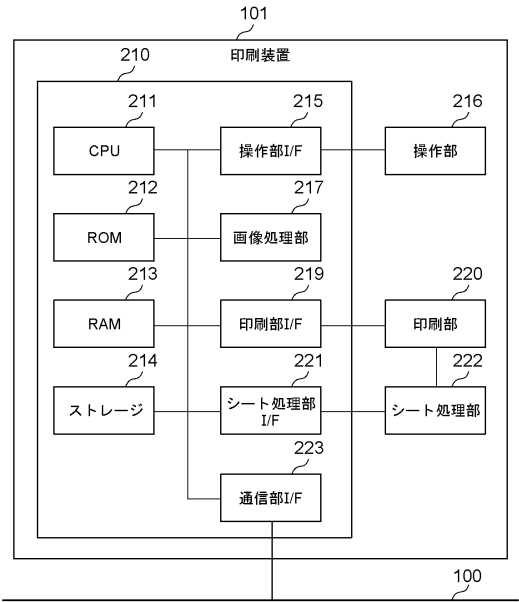 101
印刷装置
210
211
CPU
215
操作部I/F
216
操作部
212
ROM
217
画像処理部
213
RAM
219
印刷部I/F
220
印刷部
214
ストレージ
221
シート処理部
I/F
222
シート処理部
223
通信部I/F
100